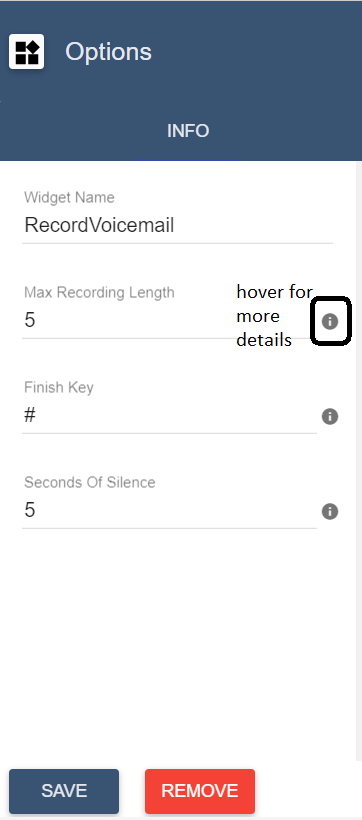 Options
INFO
Widget Name
RecordVoicemail
Max Recording Length
5
hover for
more
details
Finish Key
#
Seconds Of Silence
5
SAVE
REMOVE